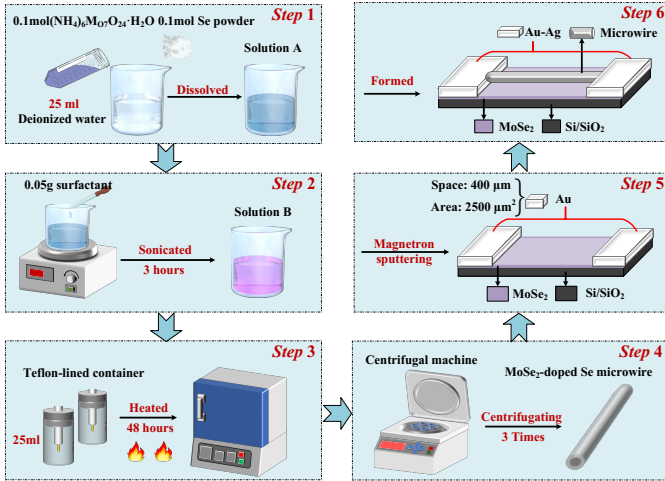 Step 1
0.1mol(NH4)6MO7O24·H2O 0.1mol Se powder
Solution A
Dissolved
25 ml
Deionized water
Step 2
0.05g surfactant
Solution B
Sonicated
3 hours
Step 3
Teflon-lined container
Heated
48 hours
25ml
Step 4
Centrifugal machine
MoSe2-doped Se microwire
Centrifugating
3 Times
Step 5
Space: 400 μm
Area: 2500 μm2
Au
Magnetron
sputtering
MoSe2
Si/SiO2
Step 6
Au-Ag
Microwire
Formed
MoSe2
Si/SiO2